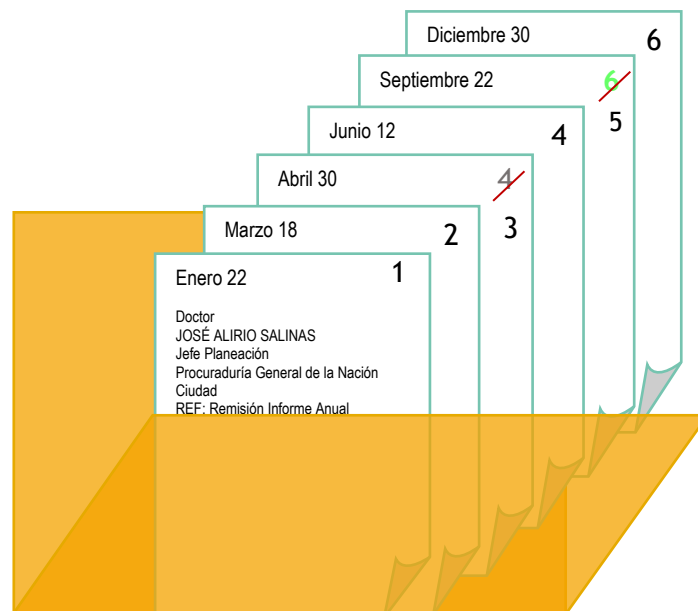 Diciembre 30
6
Septiembre 22
6
5
Junio 12
4
Abril 30
4
3
Marzo 18
2
Enero 22
1
Doctor
JOSÉ ALIRIO SALINAS
Jefe Planeación
Procuraduría General de la Nación
Ciudad
REF: Remisión Informe Anual